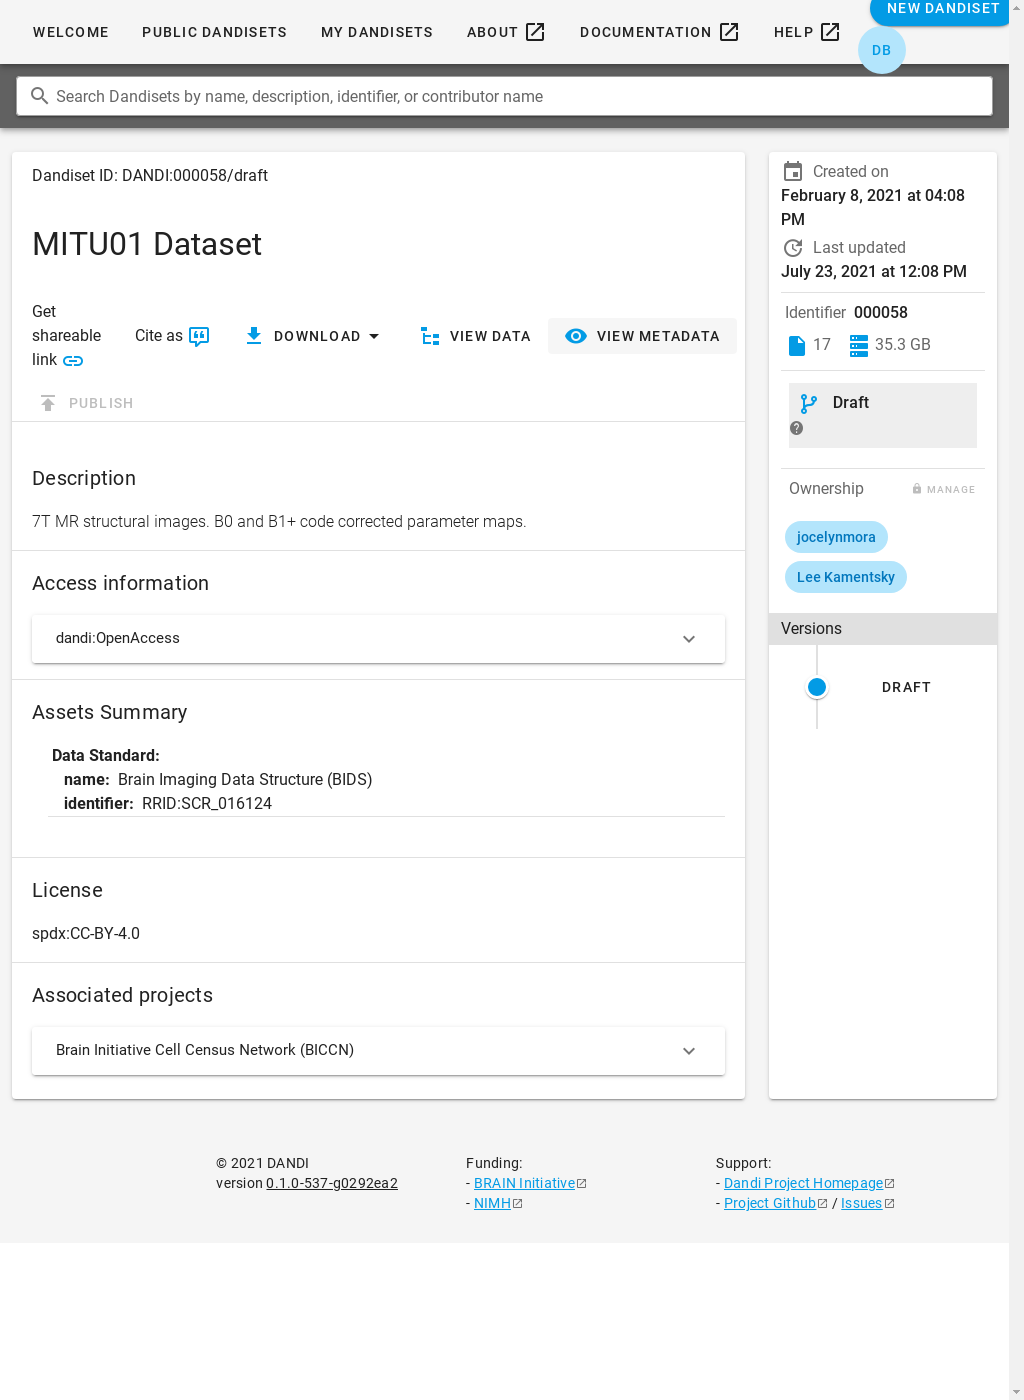 WELCOME
PUBLIC DANDISETS
MY DANDISETS
ABOUT
DOCUMENTATION
HELP
NEW DANDISET
DB
Search Dandisets by name, description, identifier, or contributor name
Dandiset ID: DANDI:000058/draft
MITU01 Dataset
Get
shareable
link
Cite as
DOWNLOAD
VIEW DATA
VIEW METADATA
PUBLISH
Description
7T MR structural images. B0 and B1+ code corrected parameter maps.
Access information
dandi:OpenAccess
Assets Summary
Data Standard:
name: Brain Imaging Data Structure (BIDS)
identifier: RRID:SCR_016124
License
spdx:CC-BY-4.0
Associated projects
Brain Initiative Cell Census Network (BICCN)
Created on
February 8, 2021 at 04:08
PM
Last updated
July 23, 2021 at 12:08 PM
Identifier 000058
17 35.3 GB
Draft
Ownership
MANAGE
jocelynmora
Lee Kamentsky
Versions
DRAFT
© 2021 DANDI
version 0.1.0-537-g0292ea2
Funding:
- BRAIN Initiative
- NIMH
Support:
- Dandi Project Homepage
- Project Github / Issues